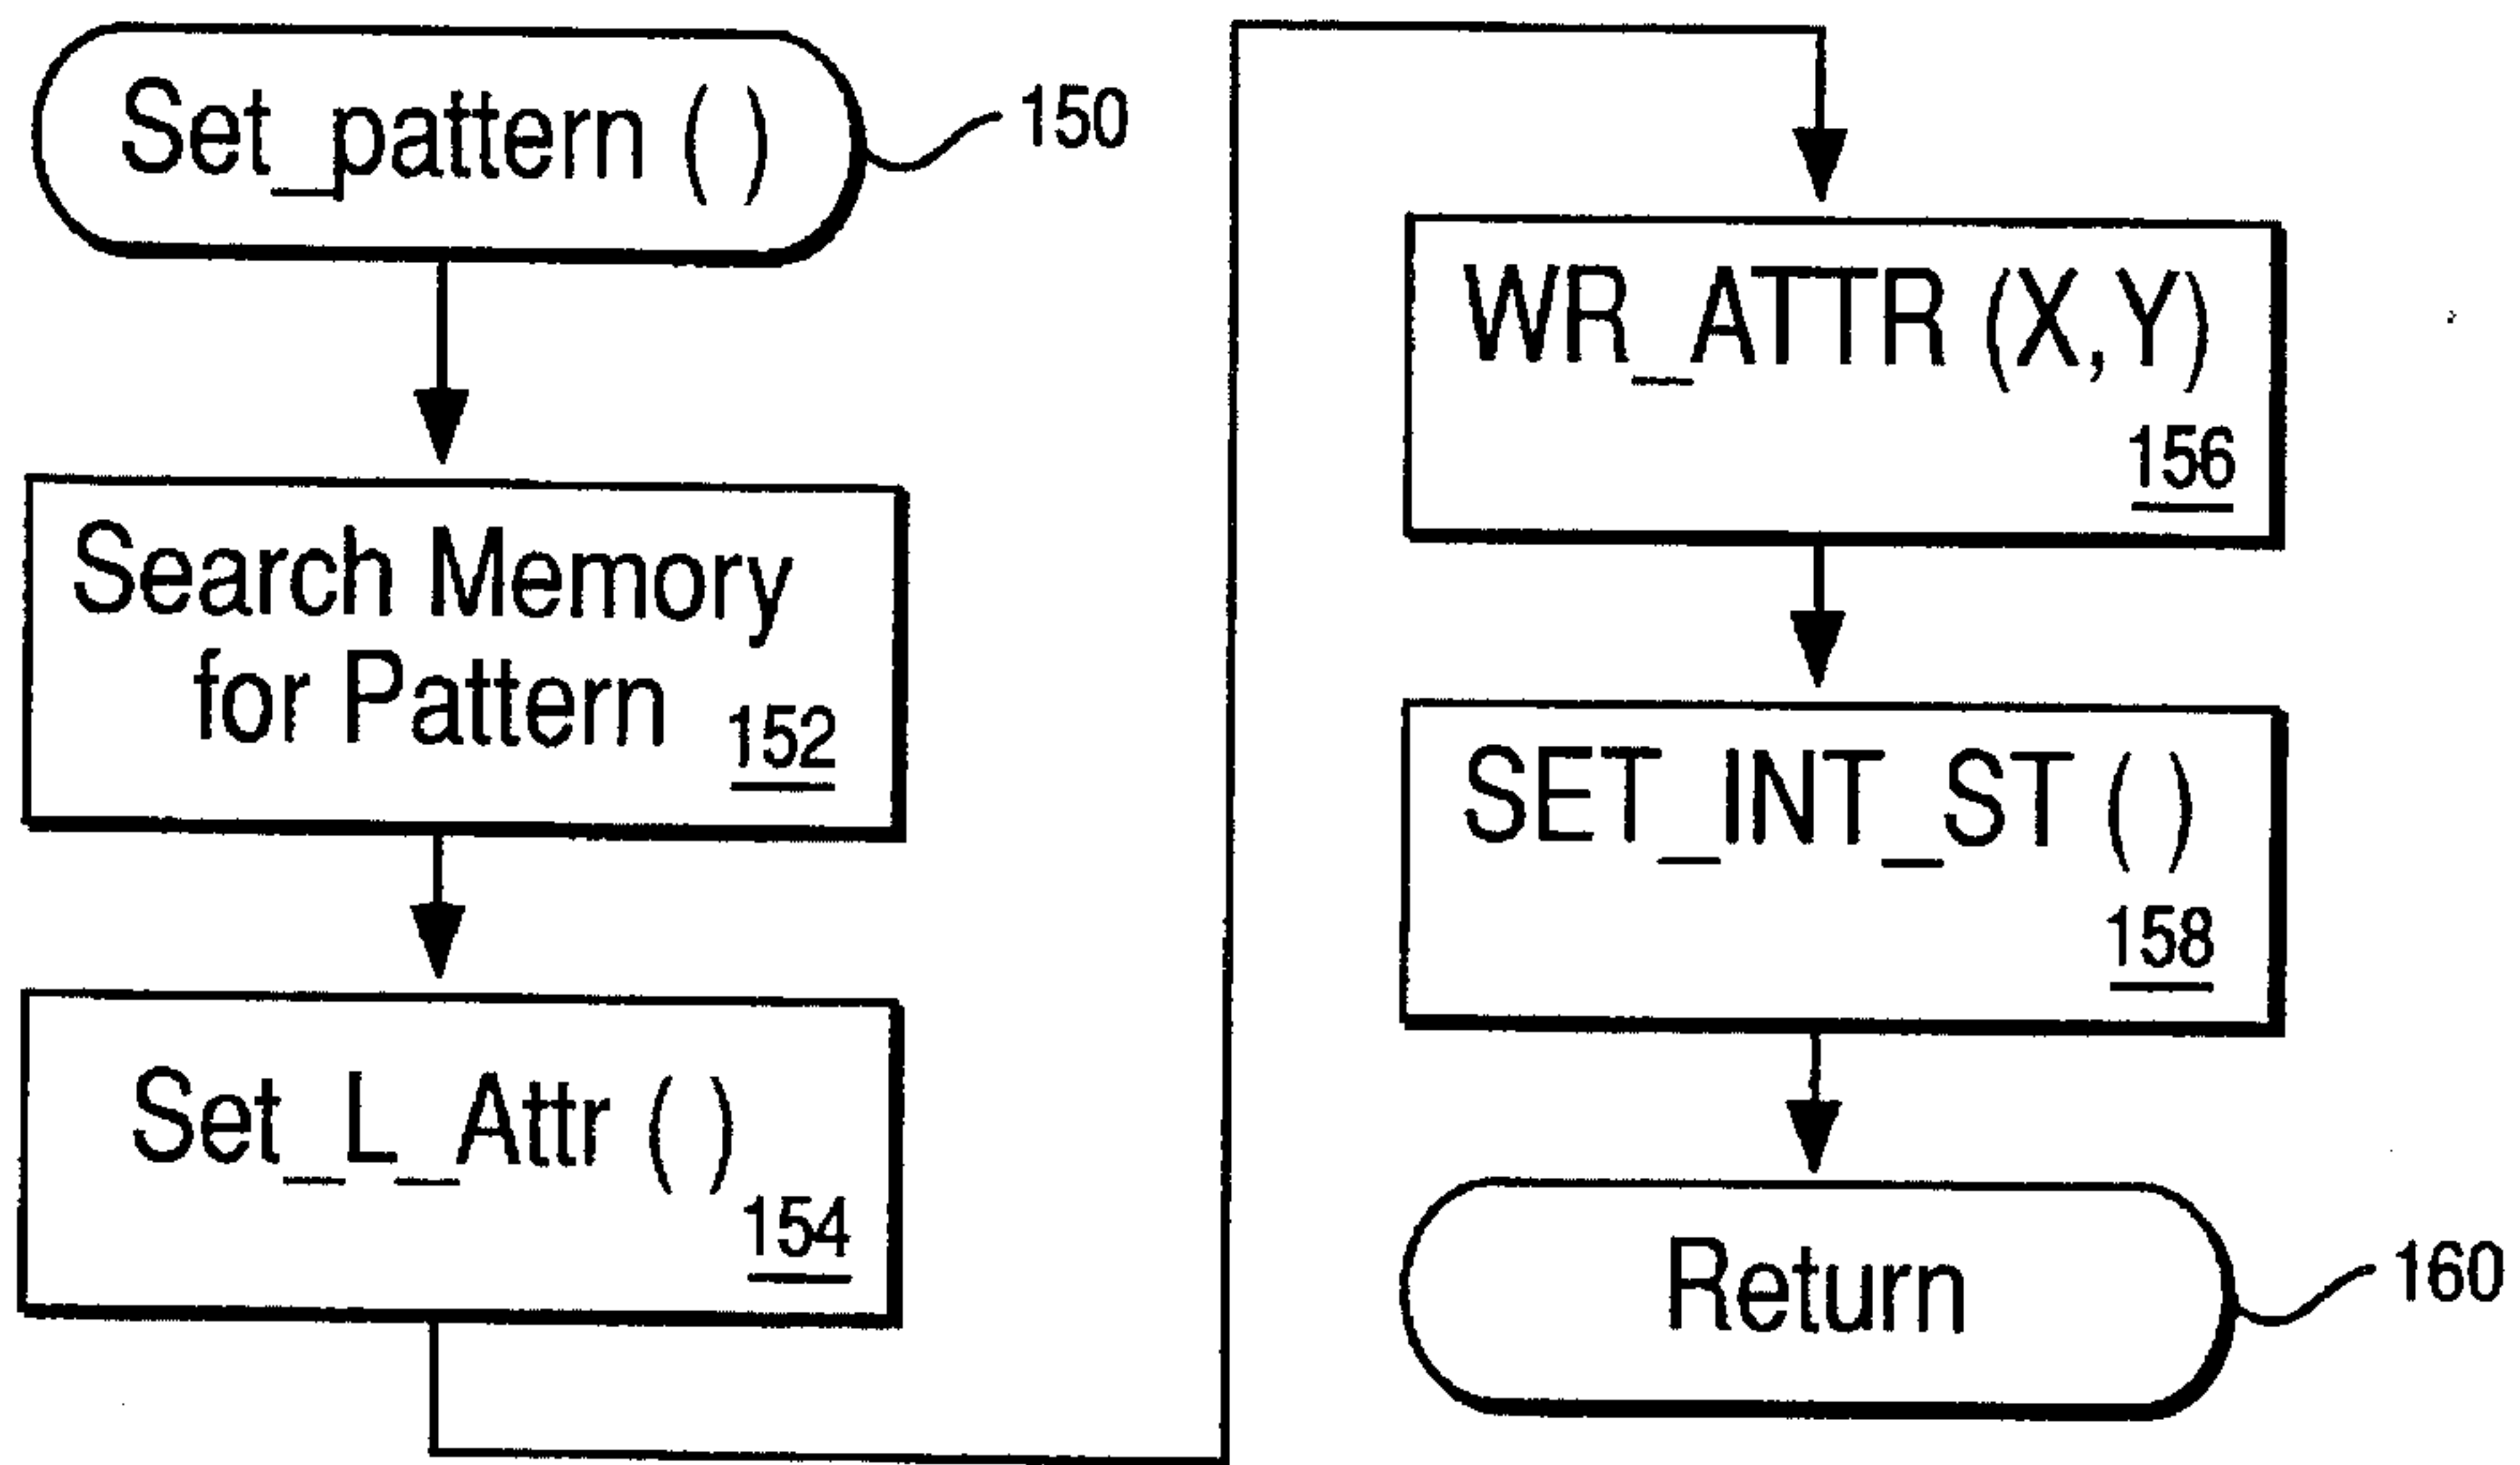 Set_pattern ( )
150
Search Memory
for Pattern
152
Set_L_Attr ( )
154
WR_ATTR (X,Y)
156
SET_INT_ST ( )
158
Return
160